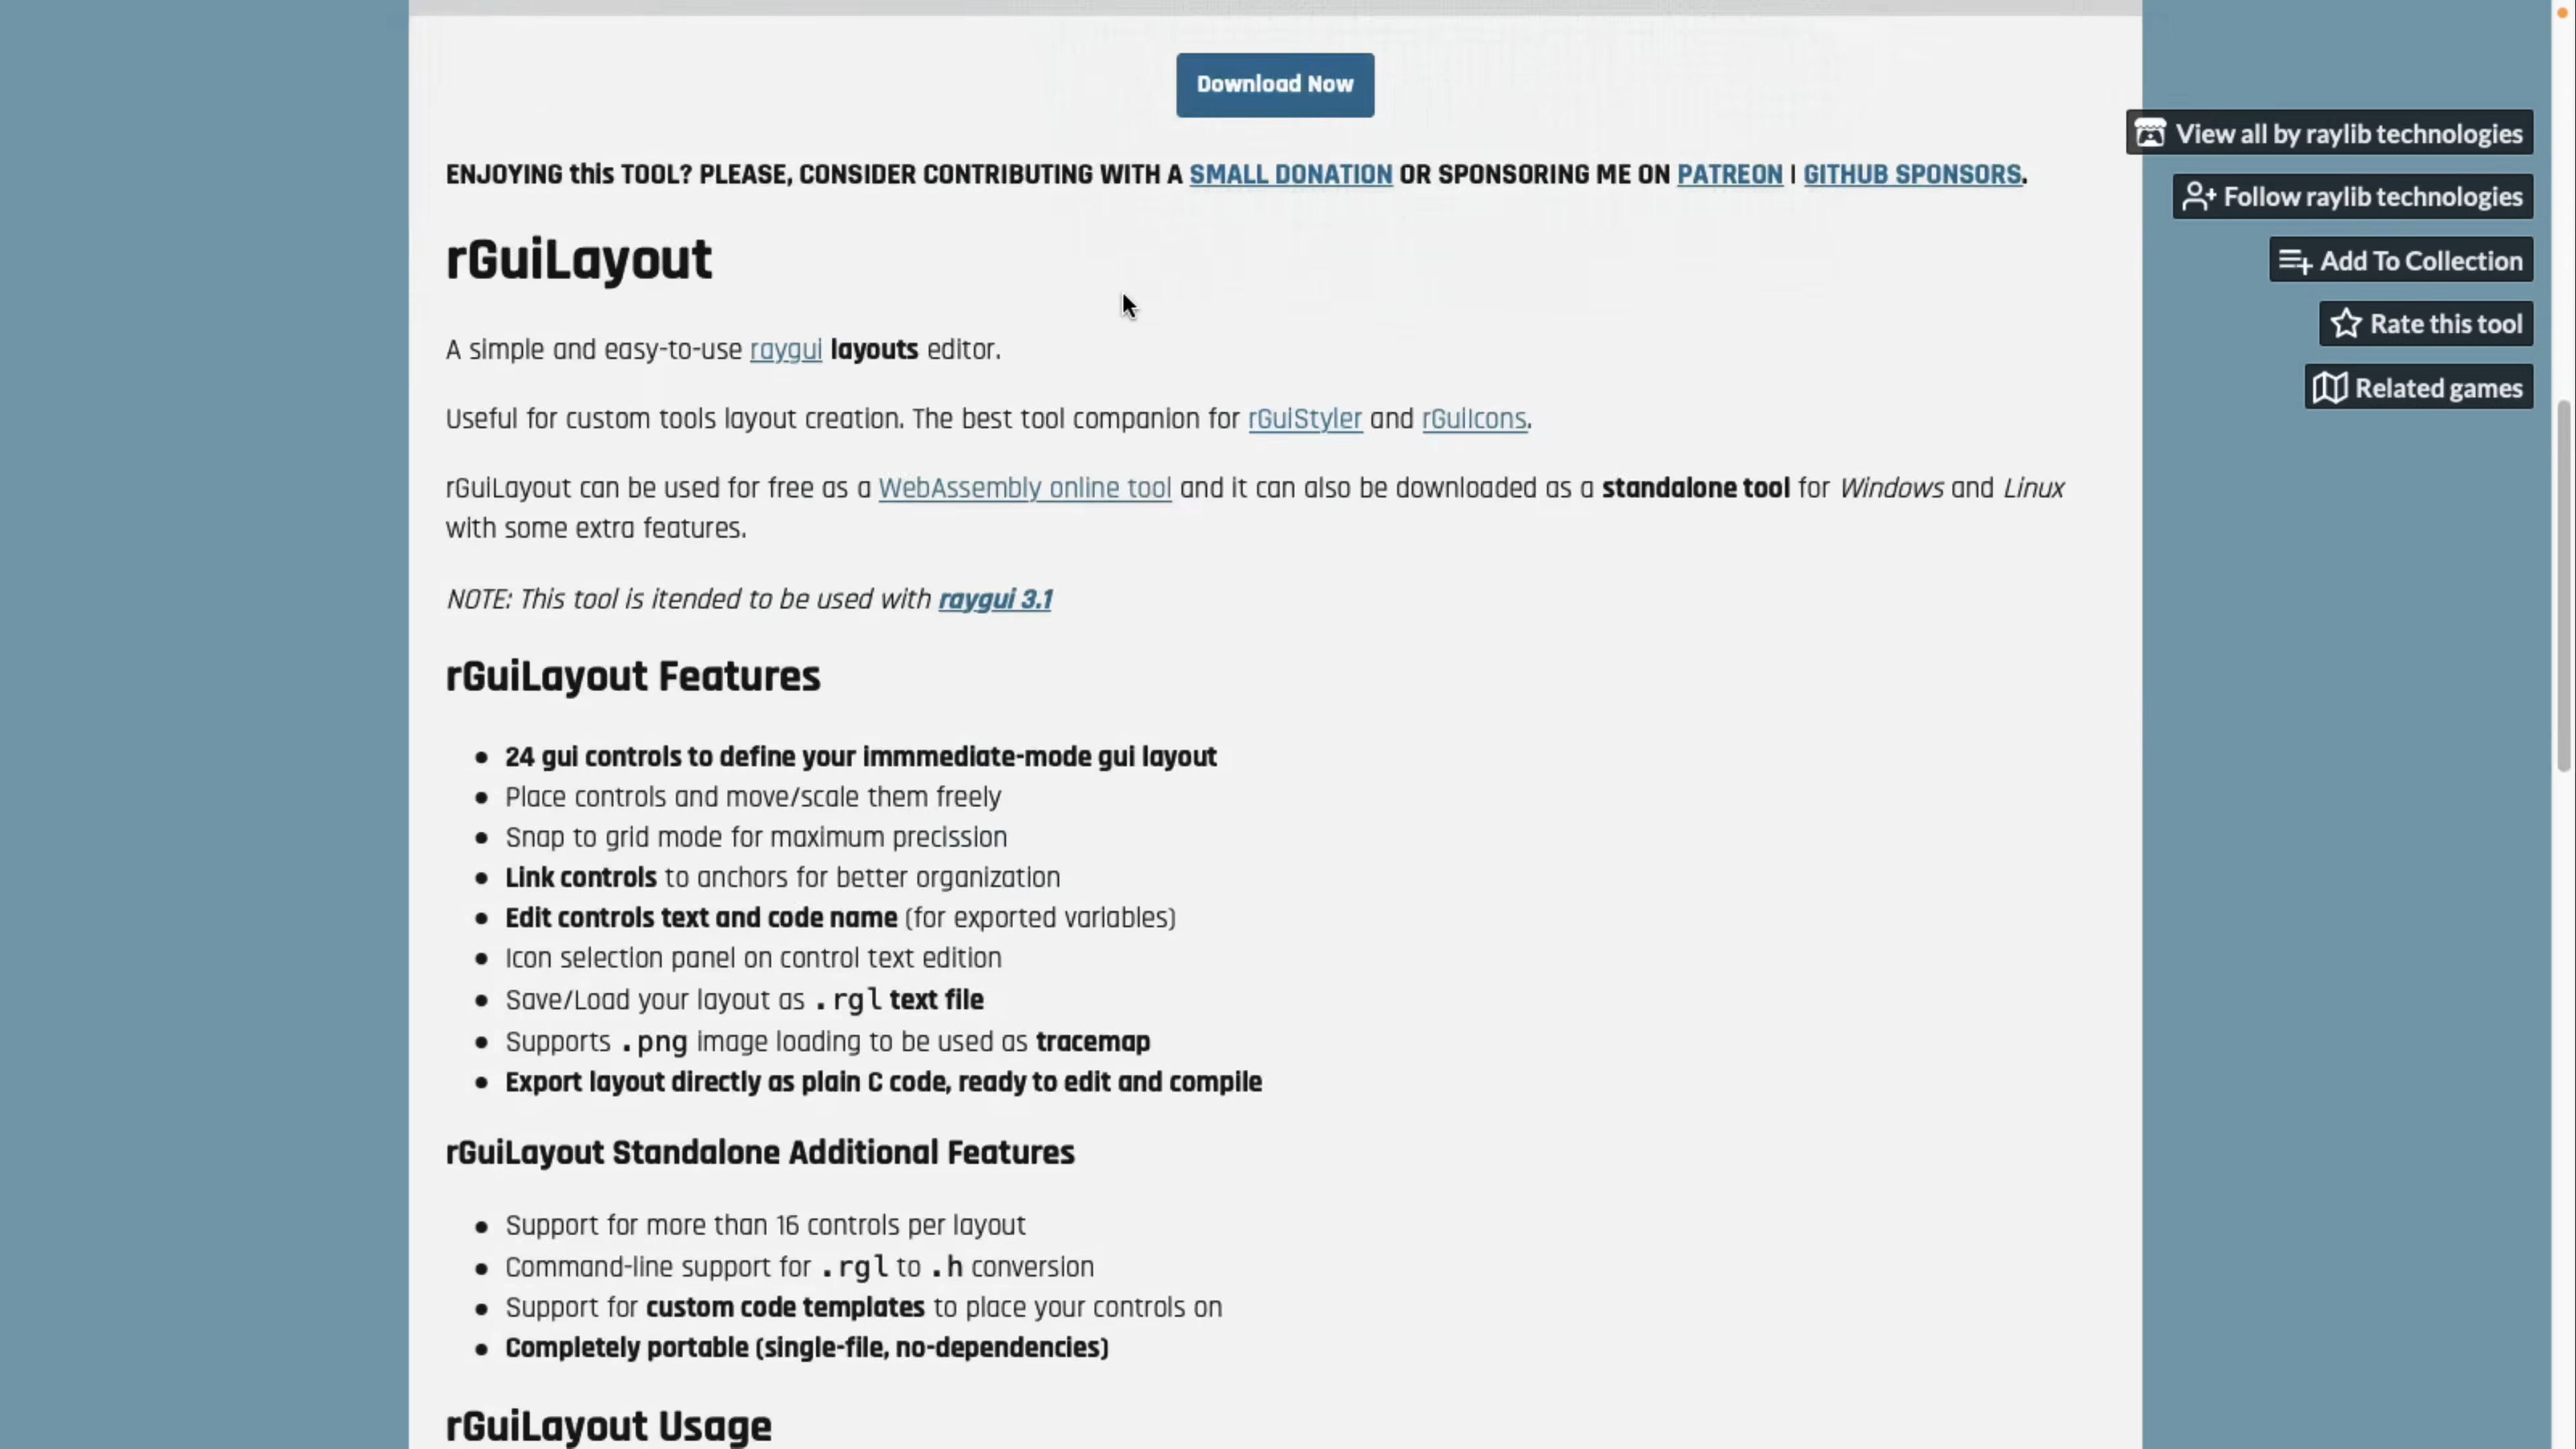 Download Now
View all by raylib technologies
ENJOYING this TOOL? PLEASE, CONSIDER CONTRIBUTING WITH A SMALL DONATION OR SPONSORING ME ON PATREON | GITHUB SPONSORS.
Follow raylib technologies
rGuiLayout
Add To Collection
Rate this tool
A simple and easy-to-use raygui layouts editor.
Related games
Useful for custom tools layout creation. The best tool companion for rGuiStyler and rGuiIcons.
rGuiLayout can be used for free as a WebAssembly online tool and it can also be downloaded as a standalone tool for Windows and Linux
with some extra features.
NOTE: This tool is itended to be used with raygui 3.1
rGuiLayout Features
• 24 gui controls to define your immmediate-mode gui layout
• Place controls and move/scale them freely
• Snap to grid mode for maximum precission
• Link controls to anchors for better organization
• Edit controls text and code name (for exported variables)
• Icon selection panel on control text edition
• Save/Load your layout as .rgl text file
• Supports .png image loading to be used as tracemap
• Export layout directly as plain C code, ready to edit and compile
rGuiLayout Standalone Additional Features
• Support for more than 16 controls per layout
• Command-line support for .rgl to .h conversion
• Support for custom code templates to place your controls on
• Completely portable (single-file, no-dependencies)
rGuiLayout Usage